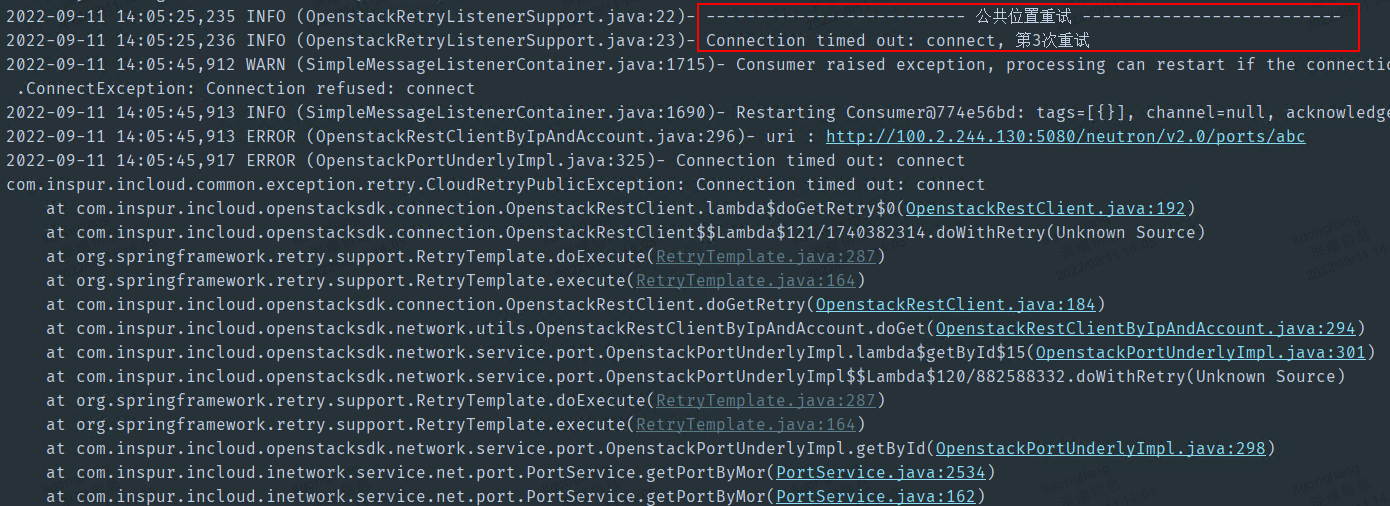 2022-09-11 14:05:25,235 INFO (OpenstackRetryListenerSupport.java:22)- -------------------------- 公共位置重试 --------------------------
2022-09-11 14:05:25,236 INFO (OpenstackRetryListenerSupport.java:23)- Connection timed out: connect, 第3次重试
2022-09-11 14:05:45,912 WARN (SimpleMessageListenerContainer.java:1715)- Consumer raised exception, processing can restart if the connectio
.ConnectException: Connection refused: connect
2022-09-11 14:05:45,913 INFO (SimpleMessageListenerContainer.java:1690)- Restarting Consumer@774e56bd: tags=[{}], channel=null, acknowledge
2022-09-11 14:05:45,913 ERROR (OpenstackRestClientByIpAndAccount.java:296)- uri : http://100.2.244.130:5080/neutron/v2.0/ports/abc
2022-09-11 14:05:45,917 ERROR (OpenstackPortUnderlyImpl.java:325)- Connection timed out: connect
com.inspur.incloud.common.exception.retry.CloudRetryPublicException: Connection timed out: connect
at com.inspur.incloud.openstacksdk.connection.OpenstackRestClient.lambda$doGetRetry$0(OpenstackRestClient.java:192)
at com.inspur.incloud.openstacksdk.connection.OpenstackRestClient$$Lambda$121/1740382314.doWithRetry(Unknown Source)
at org.springframework.retry.support.RetryTemplate.doExecute(RetryTemplate.java:287)
at org.springframework.retry.support.RetryTemplate.execute(RetryTemplate.java:164)
at com.inspur.incloud.openstacksdk.connection.OpenstackRestClient.doGetRetry(OpenstackRestClient.java:184)
at com.inspur.incloud.openstacksdk.network.utils.OpenstackRestClientByIpAndAccount.doGet(OpenstackRestClientByIpAndAccount.java:294)
at com.inspur.incloud.openstacksdk.network.service.port.OpenstackPortUnderlyImpl.lambda$getById$15(OpenstackPortUnderlyImpl.java:301)
at com.inspur.incloud.openstacksdk.network.service.port.OpenstackPortUnderlyImpl$$Lambda$120/882588332.doWithRetry(Unknown Source)
at org.springframework.retry.support.RetryTemplate.doExecute(RetryTemplate.java:287)
at org.springframework.retry.support.RetryTemplate.execute(RetryTemplate.java:164)
at com.inspur.incloud.openstacksdk.network.service.port.OpenstackPortUnderlyImpl.getById(OpenstackPortUnderlyImpl.java:298)
at com.inspur.incloud.inetwork.service.net.port.PortService.getPortByMor(PortService.java:2534)
at com.inspur.incloud.inetwork.service.net.port.PortService.getPortByMor(PortService.java:162)